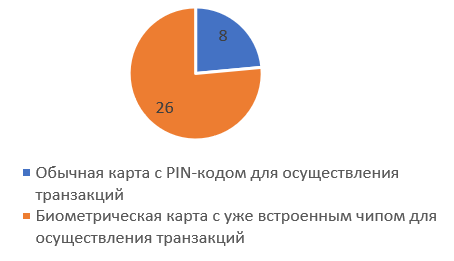 8
26
Обычная карта с PIN-кодом для осуществления
транзакций
Биометрическая карта с уже встроенным чипом для
осуществления транзакций